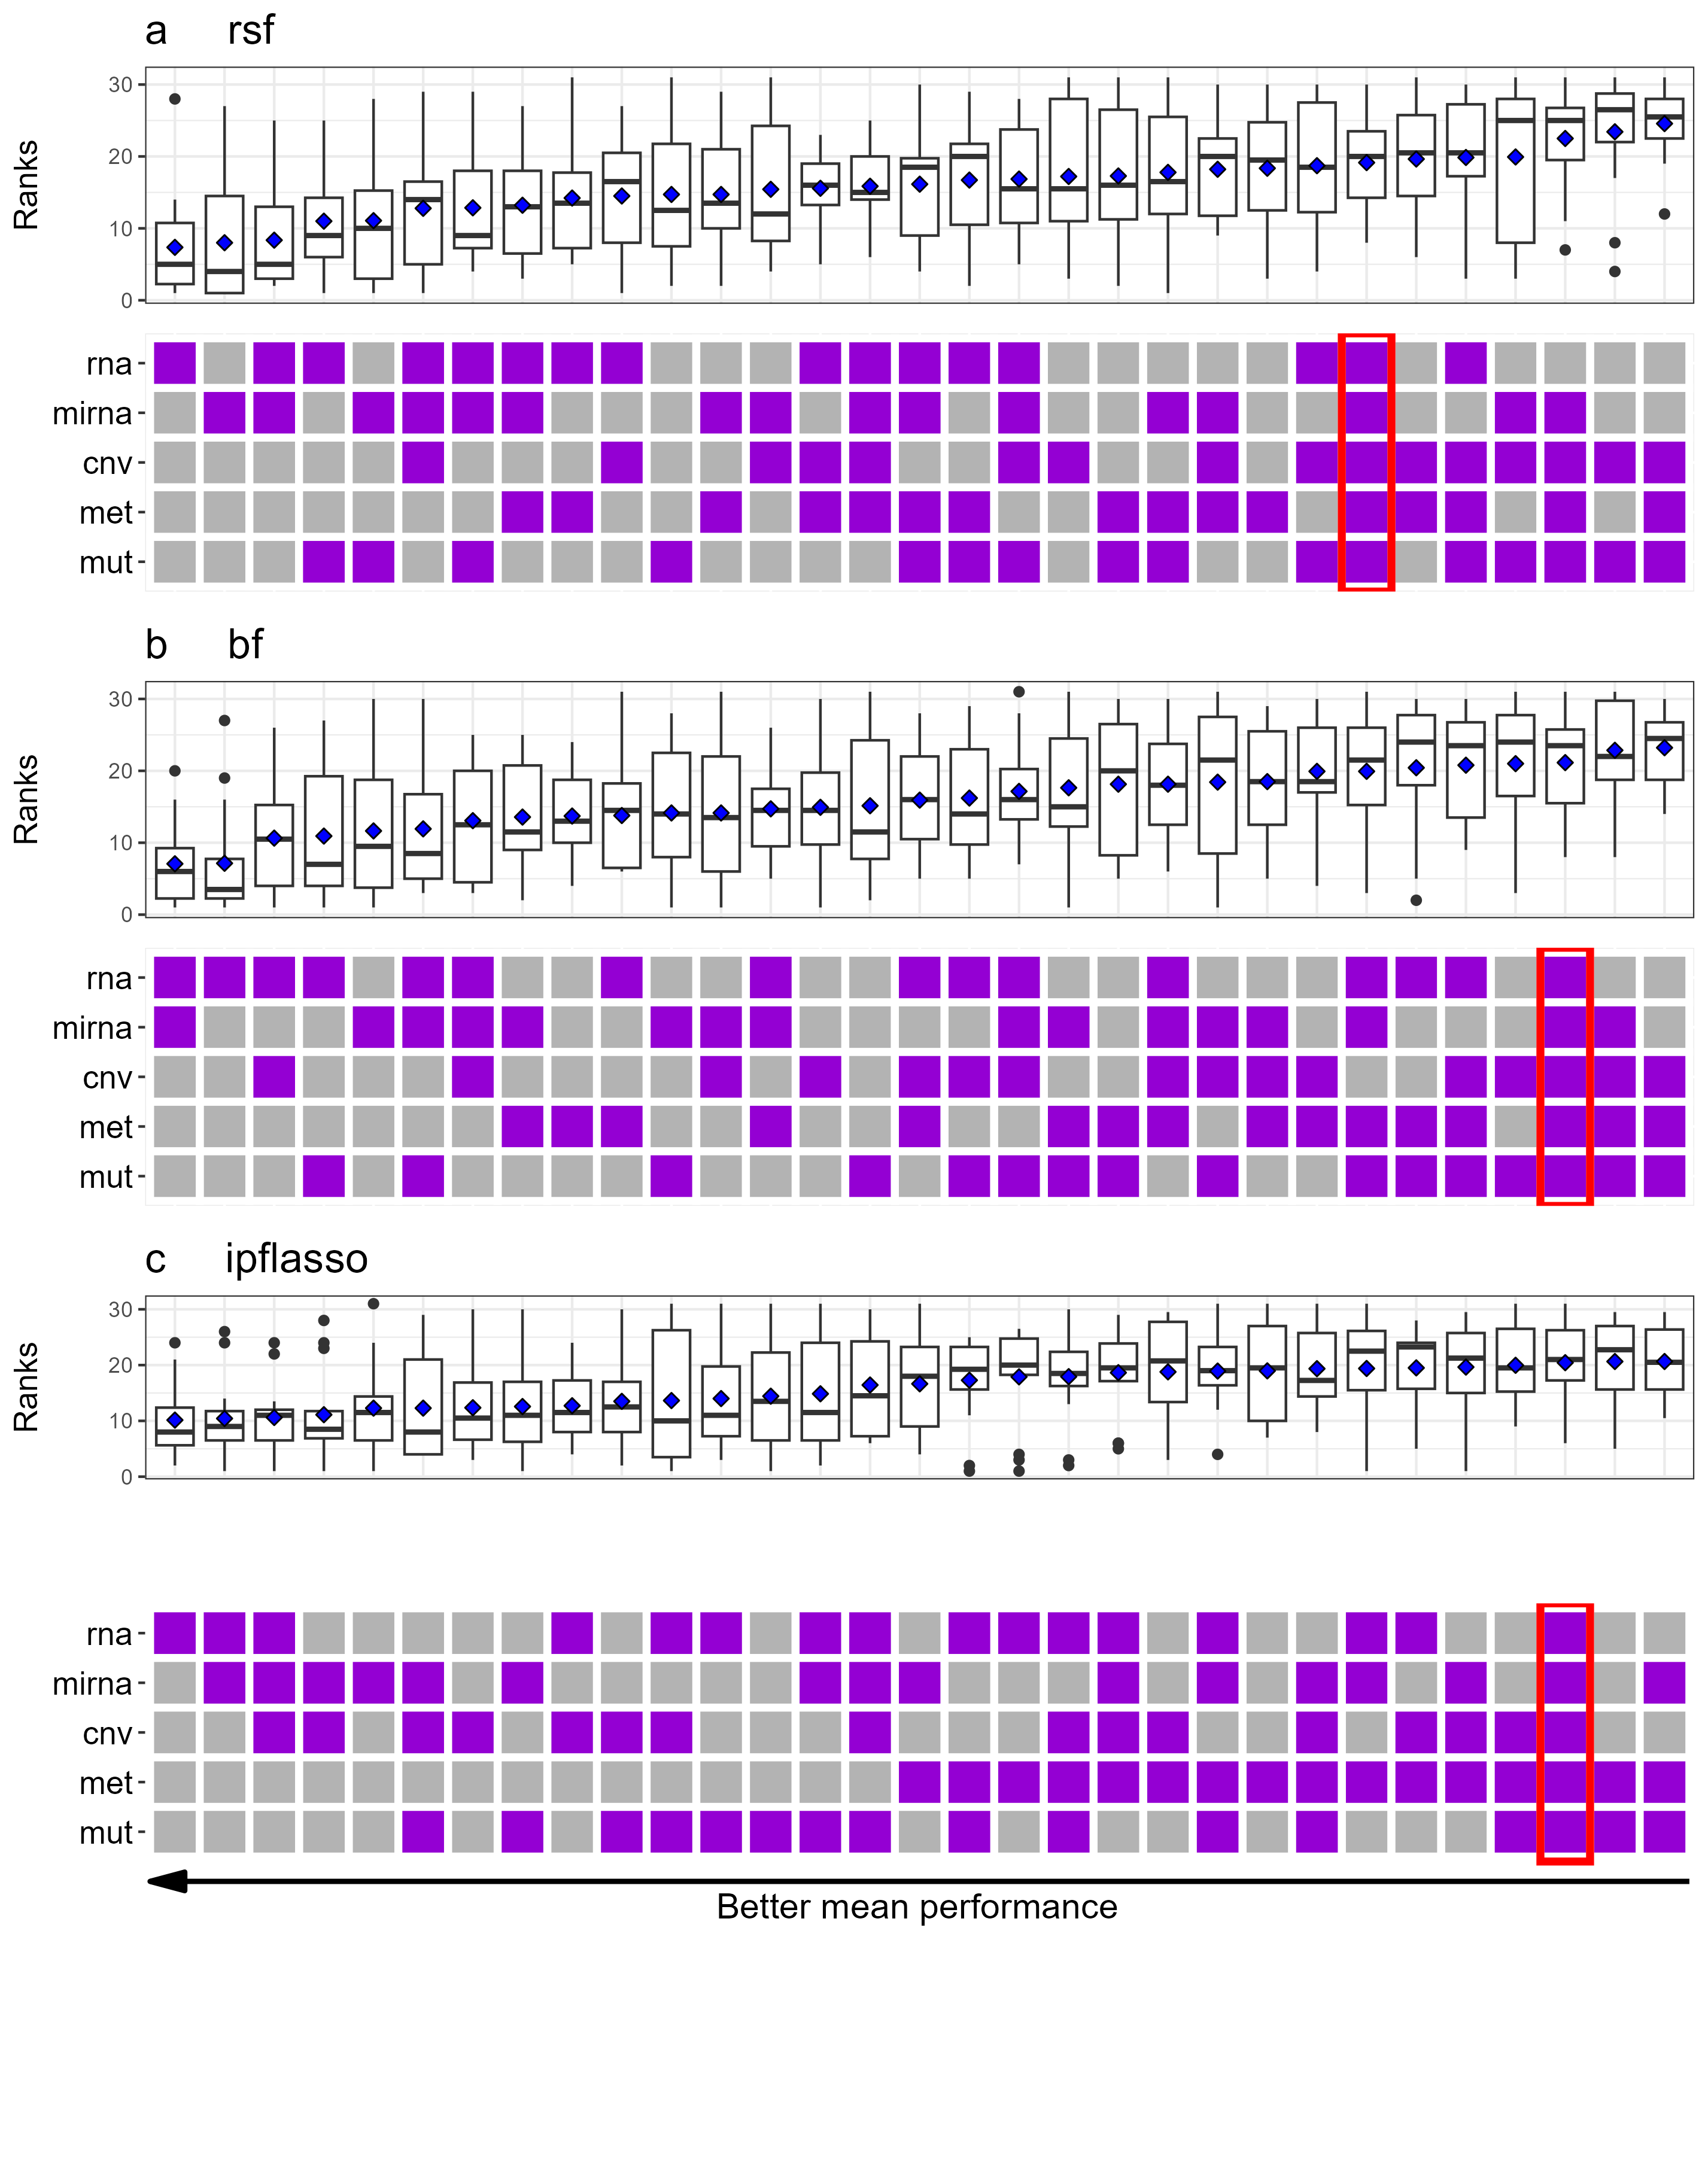 a rsf
Ranks
30
20
10
0
rna
mirna
cnv
met
mut
b bf
Ranks
30
20
10
0
rna
mirna
cnv
met
mut
c ipflasso
Ranks
30
20
10
0
rna
mirna
cnv
met
mut
Better mean performance